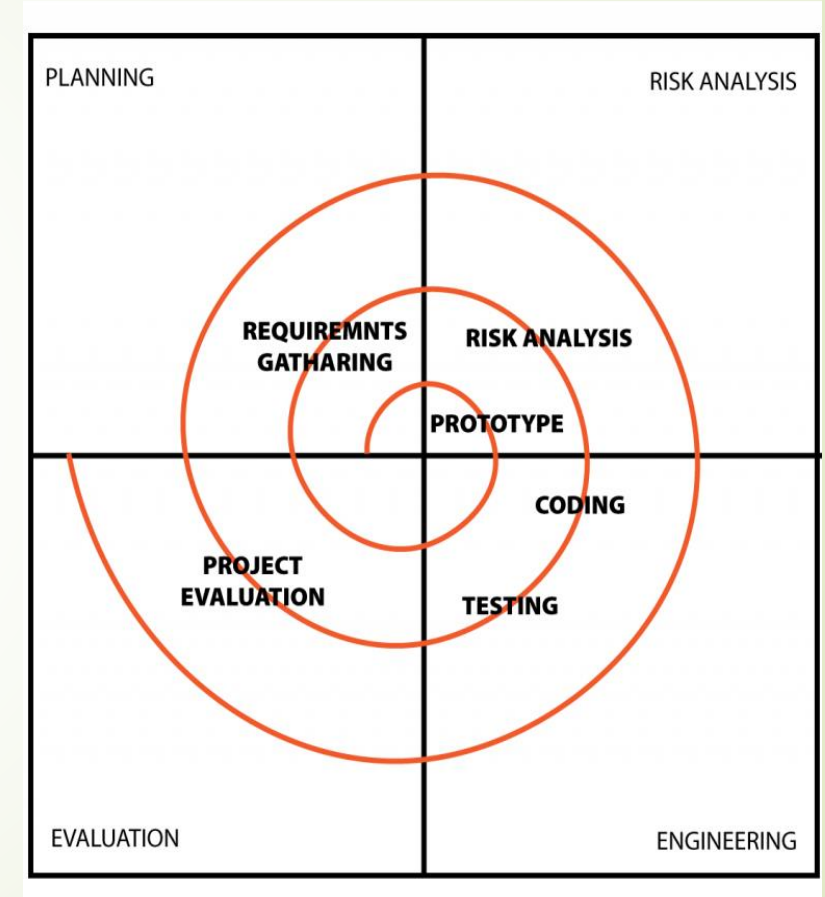 PLANNING
RISK ANALYSIS
REQUIREMNTS
GATHARING
RISK ANALYSIS
PROTOTYPE
CODING
PROJECT
EVALUATION
TESTING
EVALUATION
ENGINEERING